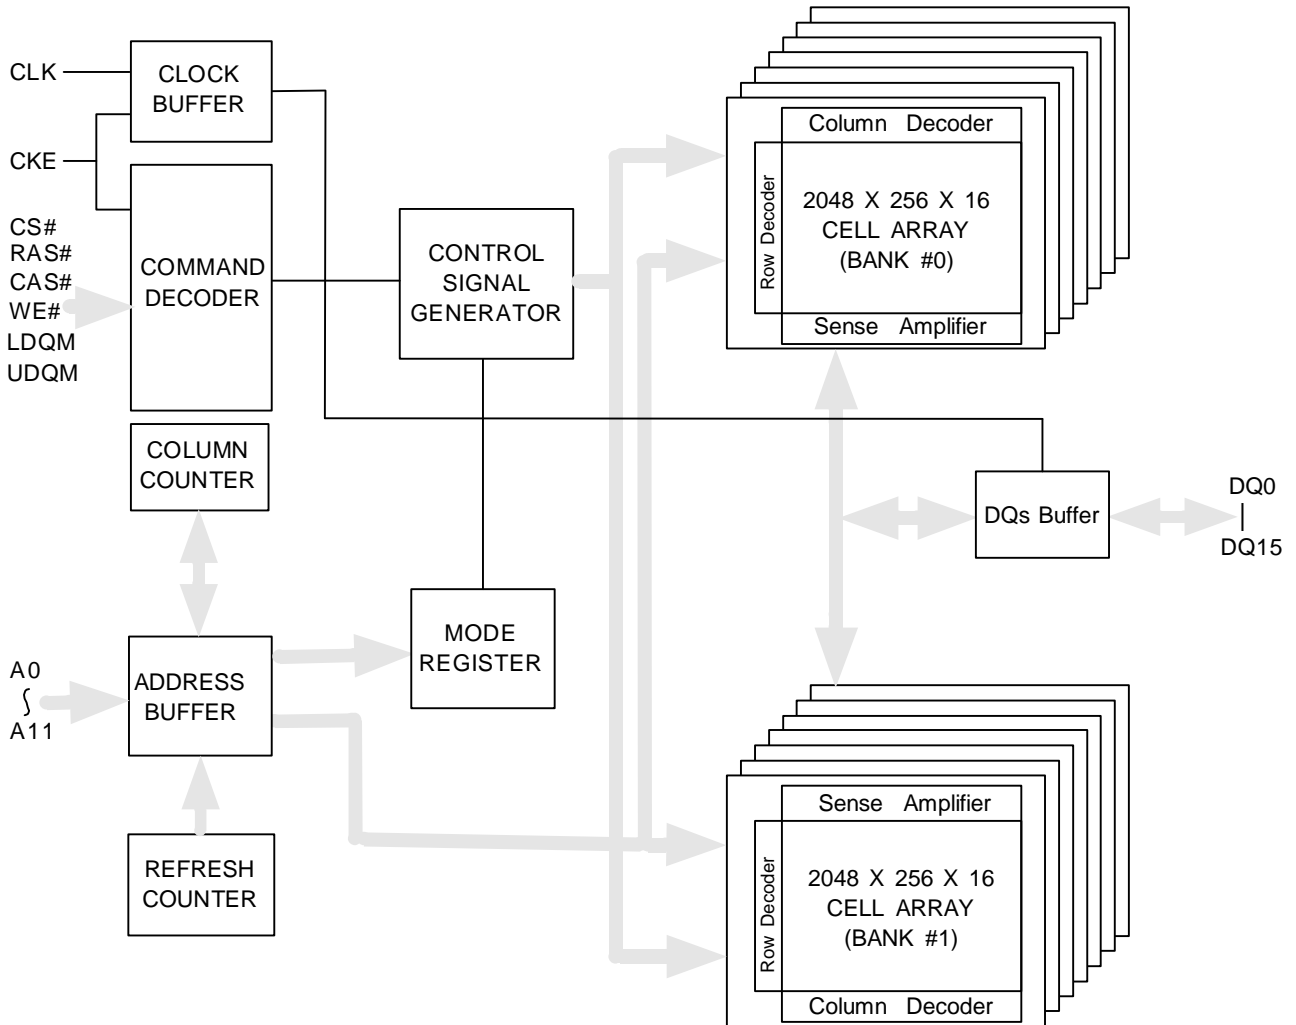 CLK
CLOCK
BUFFER
CKE
CS#
RAS#
CAS#
WE#
LDQM
UDQM
COMMAND
DECODER
CONTROL
SIGNAL
GENERATOR
Column Decoder
Row Decoder
2048 X 256 X 16
CELL ARRAY
(BANK #0)
Sense Amplifier
COLUMN
COUNTER
DQs Buffer
DQ0
DQ15
MODE
REGISTER
A0
A11
ADDRESS
BUFFER
REFRESH
COUNTER
Sense Amplifier
Row Decoder
2048 X 256 X 16
CELL ARRAY
(BANK #1)
Column Decoder